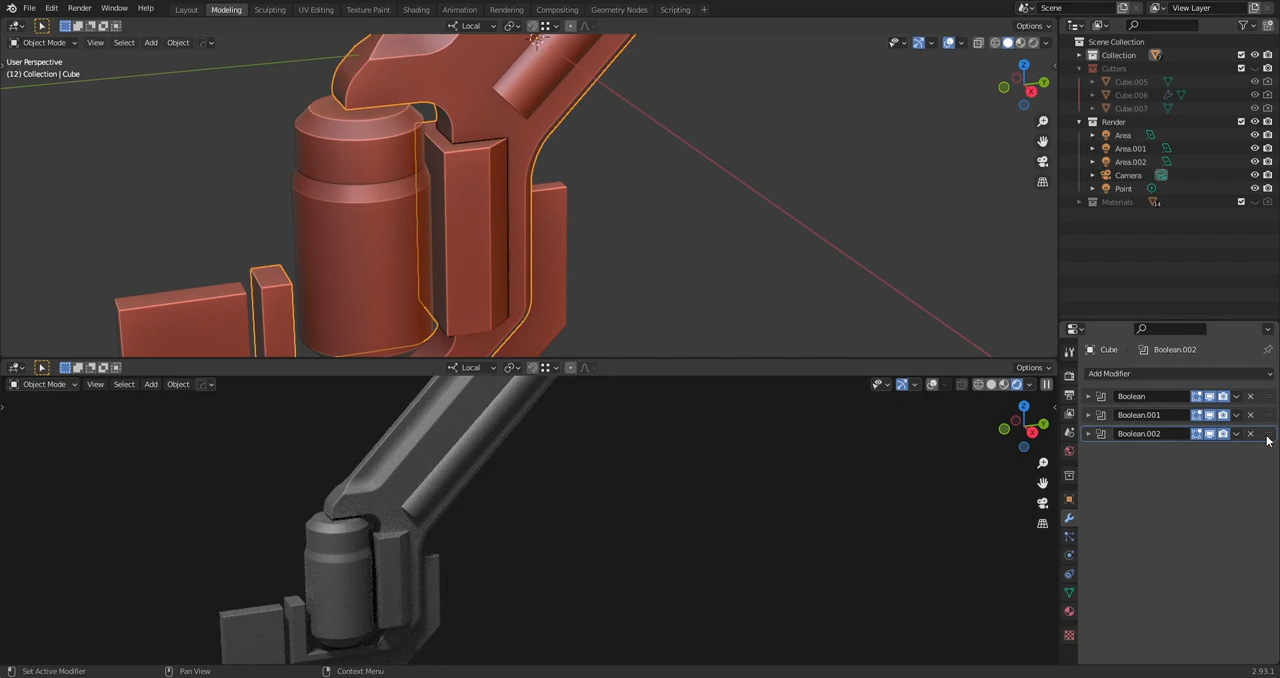 File Edit Render Window Help Layout Modeling Sculpting UV Editing Texture Paint Shading Animation Rendering Compositing Geometry Nodes Scripting + Scene View Layer
Local Options
Object Mode View Select Add Object
User Perspective
(12) Collection | Cube
Z
Y
X
Scene Collection
Collection
Cutters
Cube.005
Cube.006
Cube.007
Render
Area
Area.001
Area.002
Camera
Point
Materials
14
Cube Boolean.002
Add Modifier
Boolean
Boolean.001
Boolean.002
Local Options
Object Mode View Select Add Object
Z
Y
X
Set Active Modifier Pan View Context Menu 2.93.1